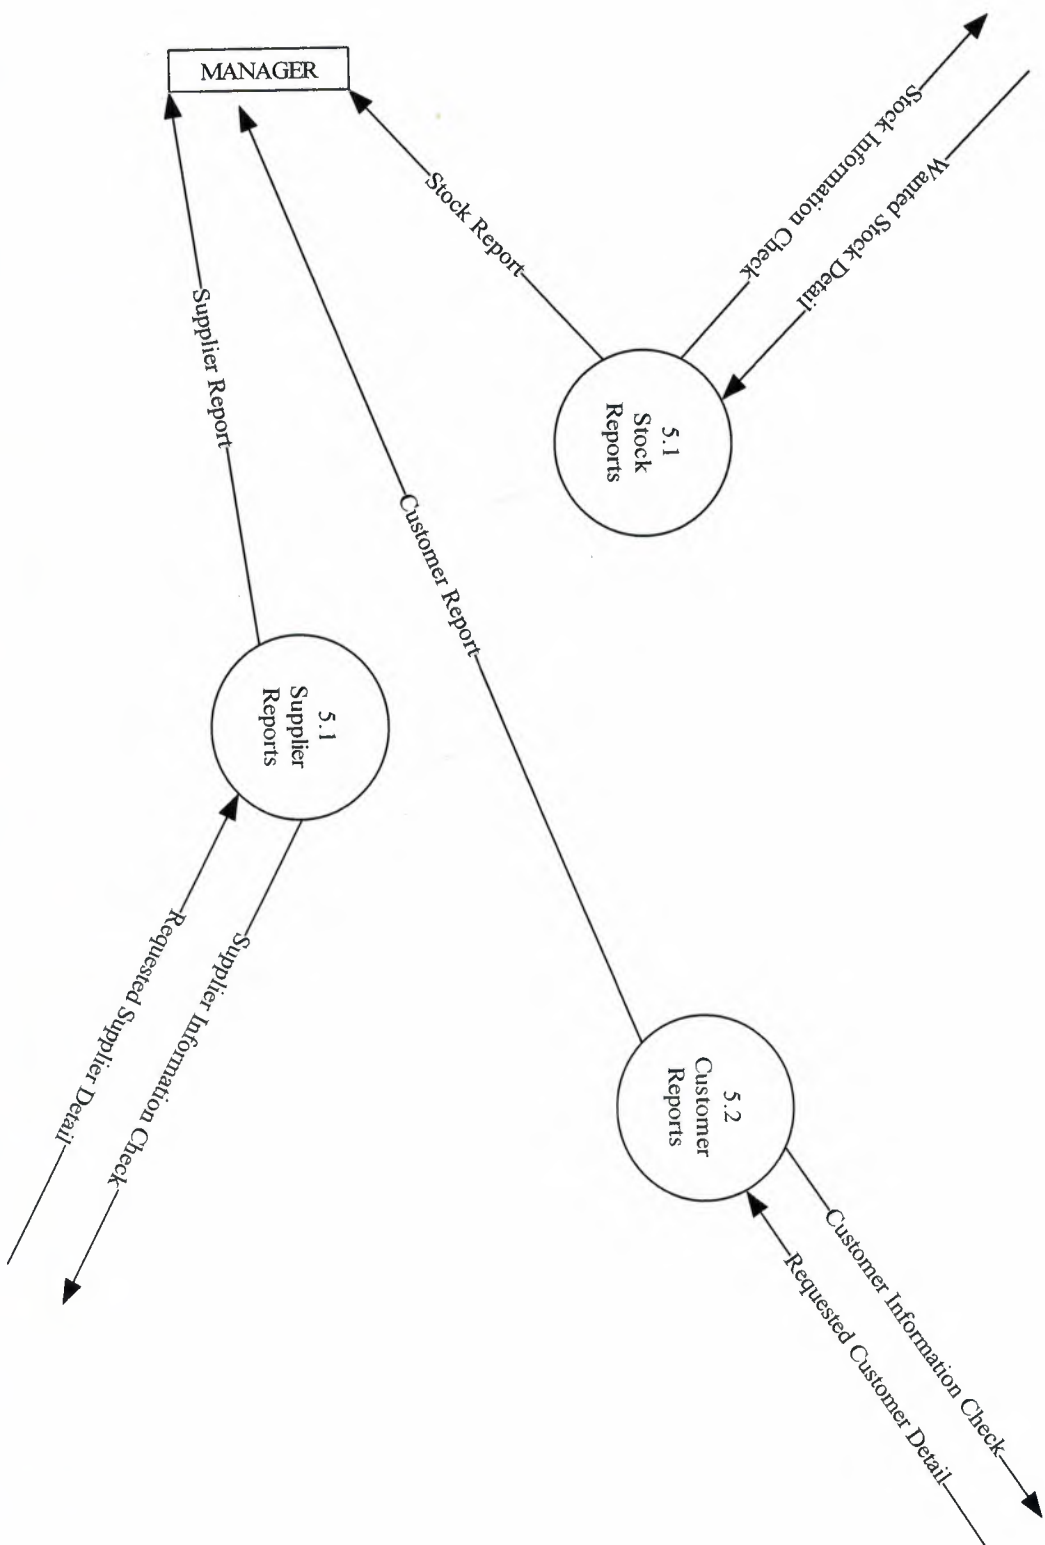 MANAGER
Stock Information Check
Wanted Stock Detail
Stock Report
Supplier Report
Customer Report
5.1
Stock
Reports
5.1
Supplier
Reports
5.2
Customer
Reports
Requested Supplier Detail
Supplier Information Check
Customer Information Check
Requested Customer Detail